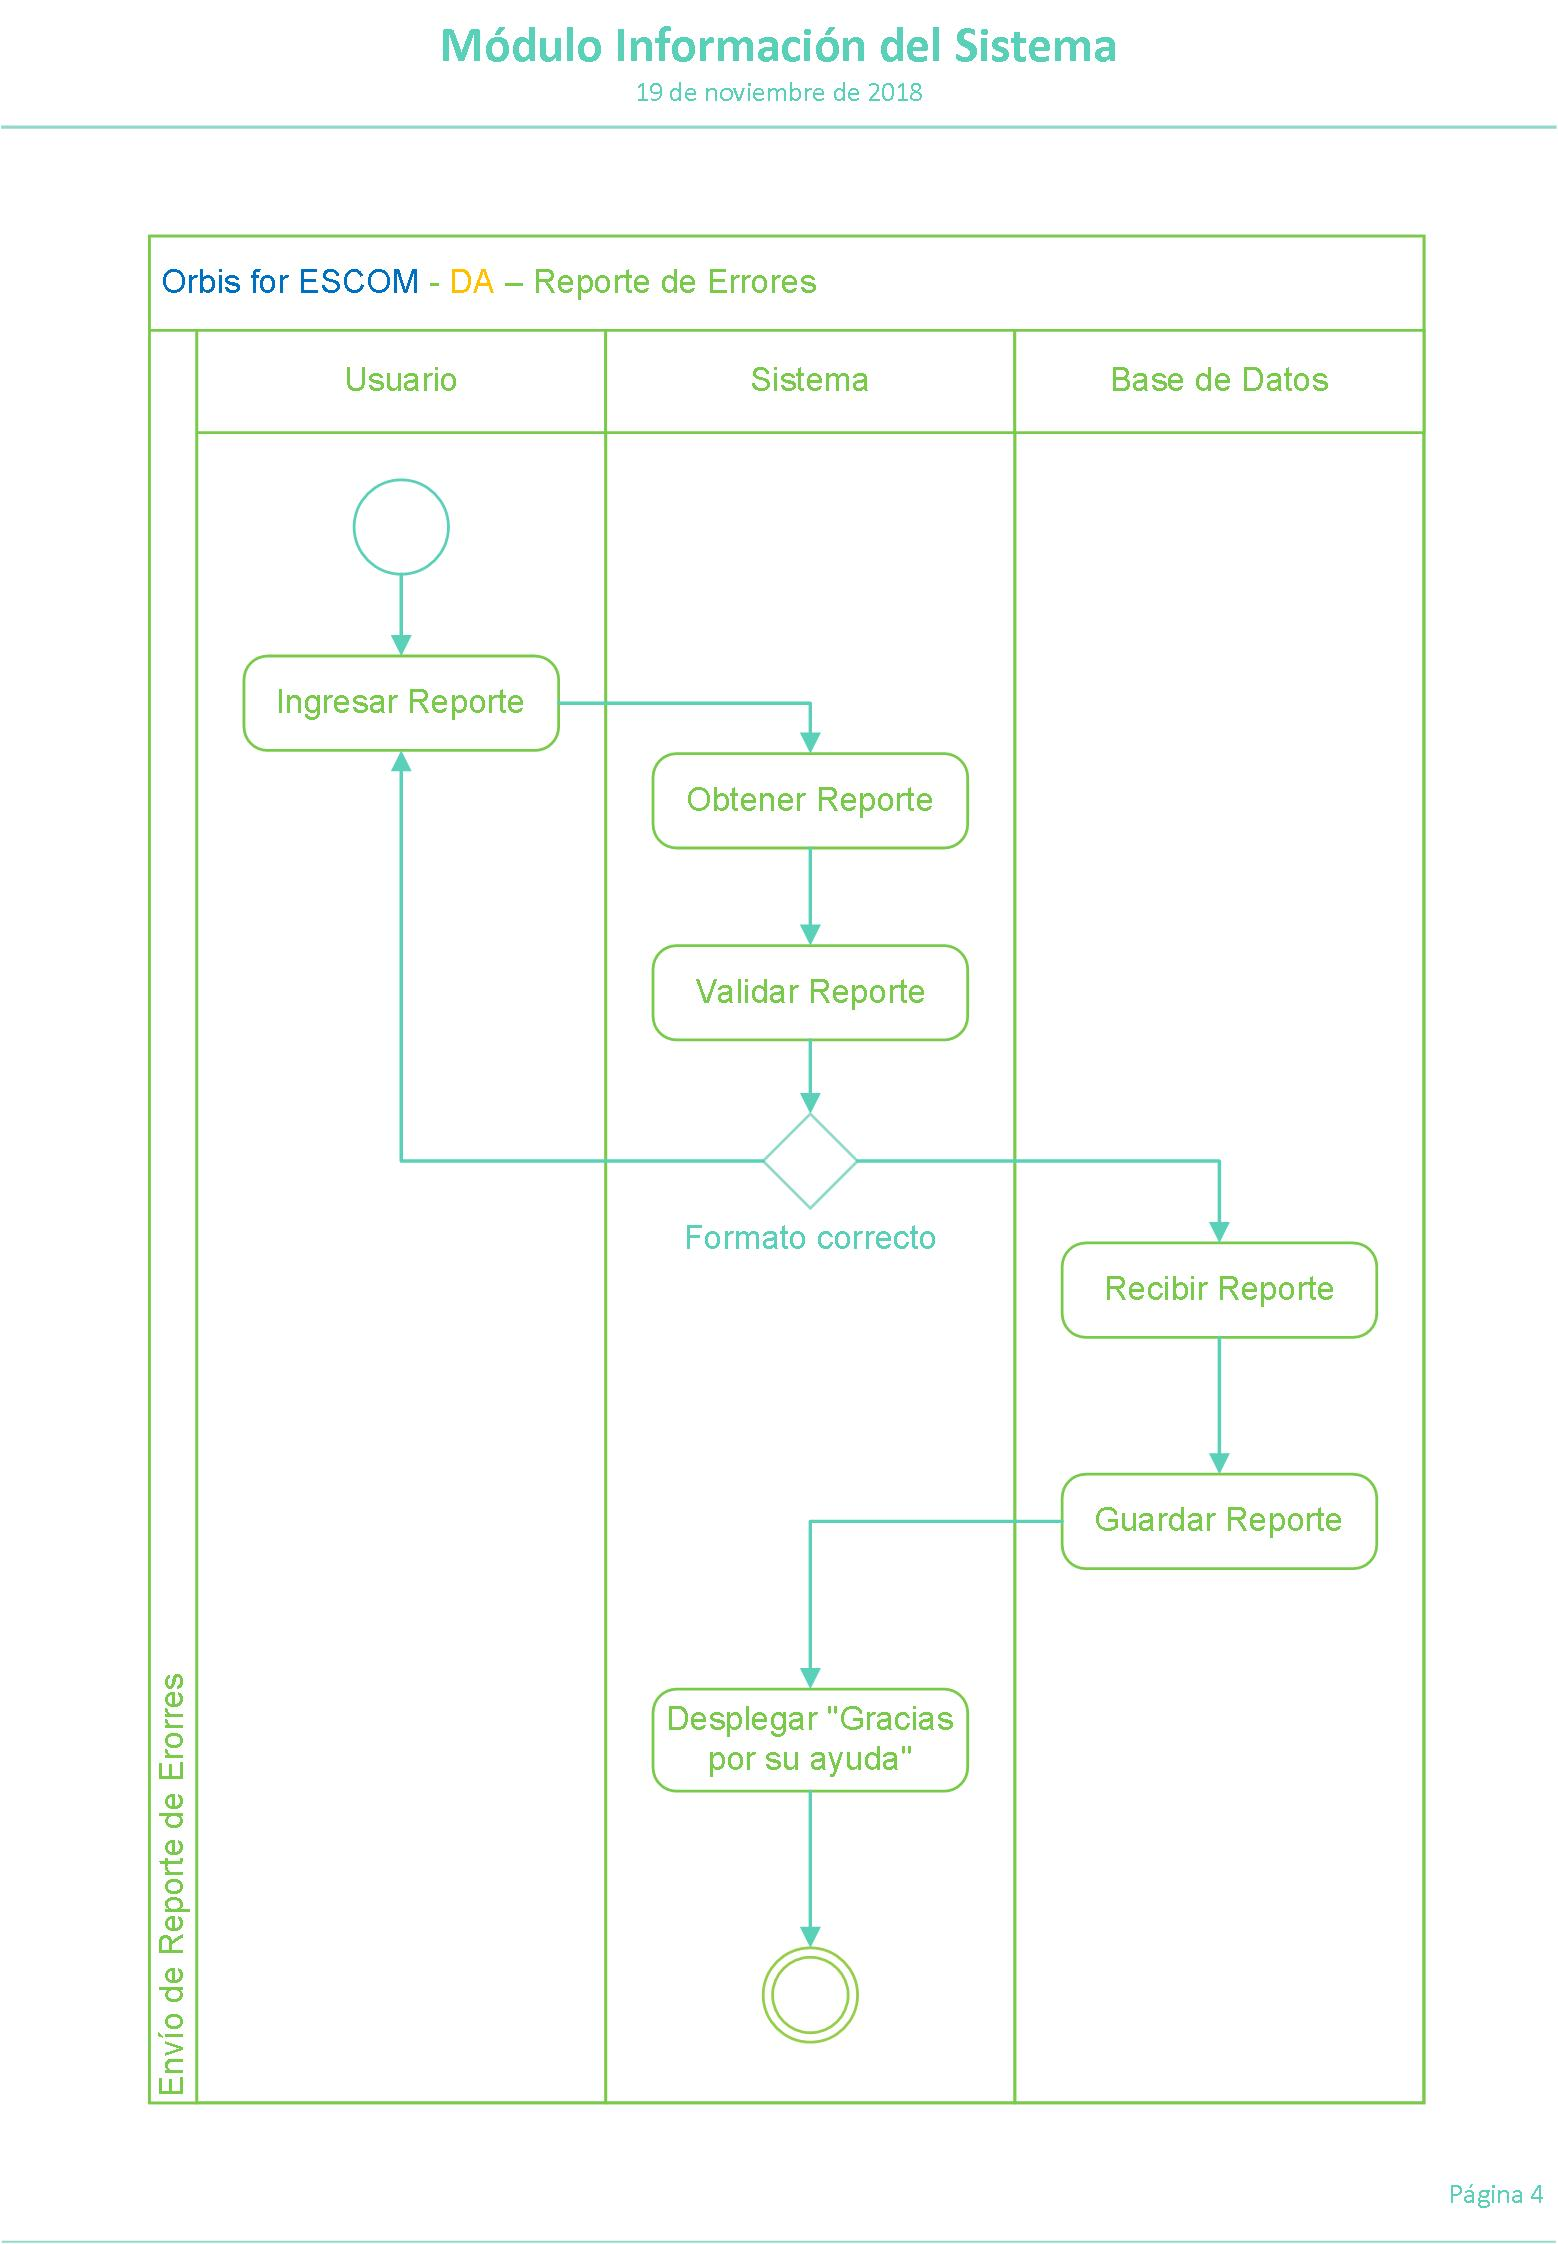 Módulo Información del Sistema
19 de noviembre de 2018
Orbis for ESCOM - DA – Reporte de Errores
Usuario
Sistema
Base de Datos
Ingresar Reporte
Obtener Reporte
Validar Reporte
Formato correcto
Recibir Reporte
Guardar Reporte
Desplegar "Gracias
por su ayuda"
Envío de Reporte de Erorres
Página 4